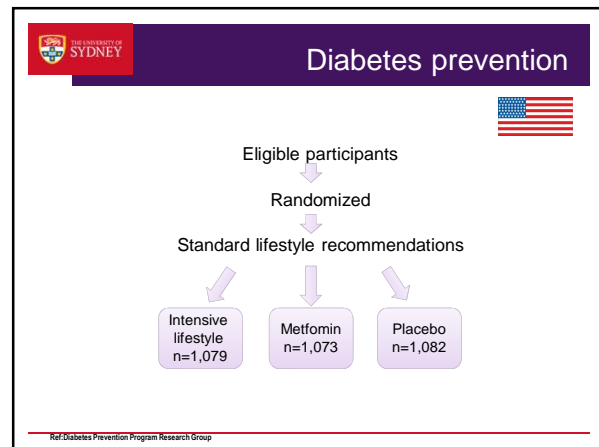 THE UNIVERSITY OF
SYDNEY
Diabetes prevention
Eligible participants
Randomized
Standard lifestyle recommendations
Intensive
lifestyle
n=1,079
Metfomin
n=1,073
Placebo
n=1,082
Ref:Diabetes Prevention Program Research Group